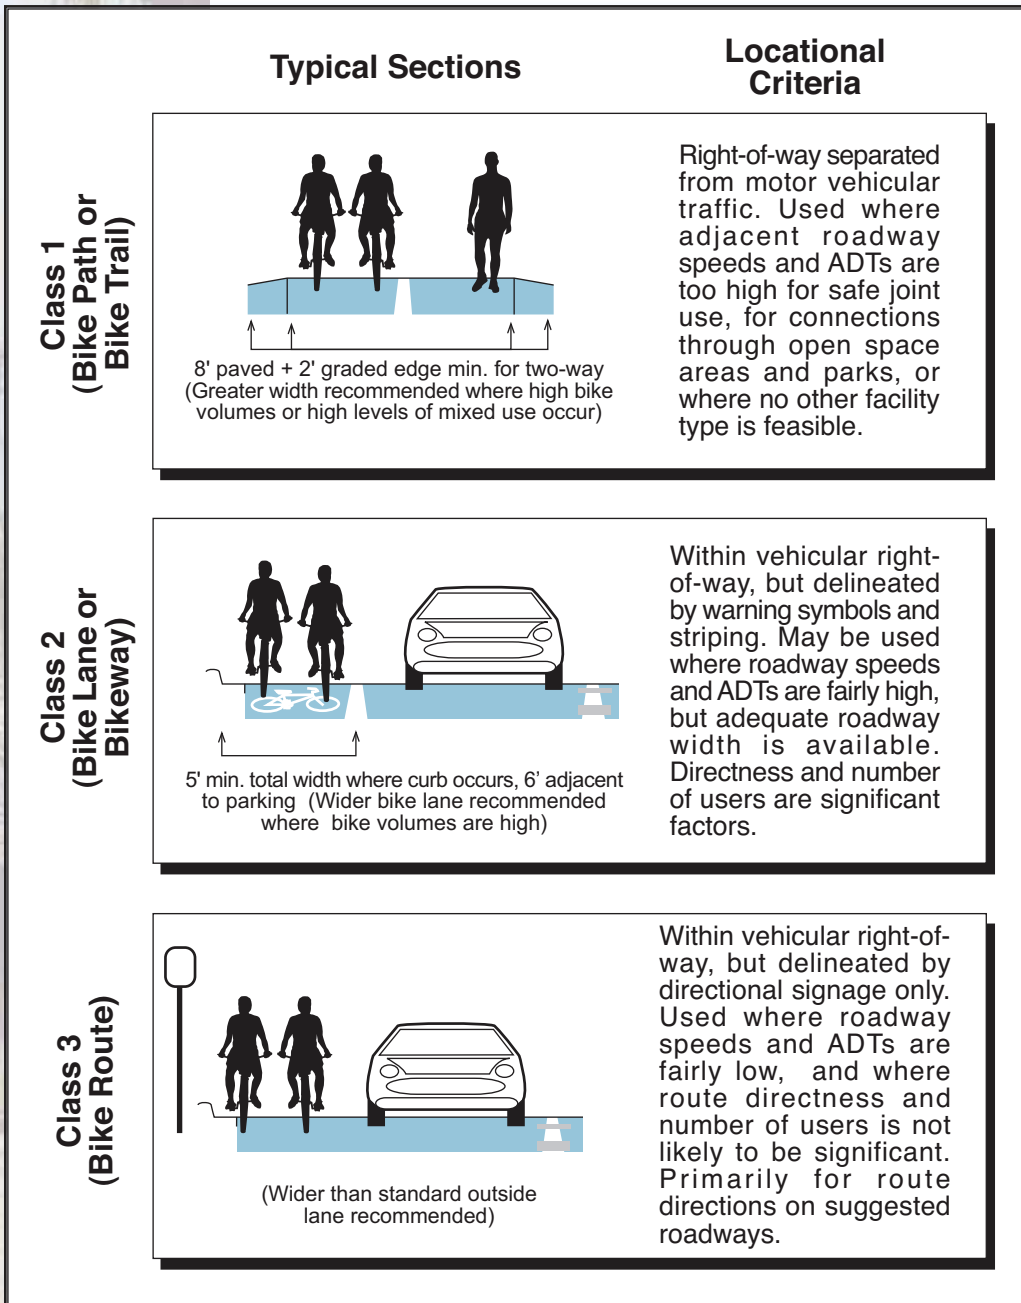 Typical Sections
Locational
Criteria
Class 1
(Bike Path or
Bike Trail)
8' paved + 2' graded edge min. for two-way
(Greater width recommended where high bike
volumes or high levels of mixed use occur)
Right-of-way separated
from motor vehicular
traffic. Used where
adjacent roadway
speeds and ADTs are
too high for safe joint
use, for connections
through open space
areas and parks, or
where no other facility
type is feasible.
Class 2
(Bike Lane or
Bikeway)
5' min. total width where curb occurs, 6’ adjacent
to parking (Wider bike lane recommended
where bike volumes are high)
Within vehicular right-
of-way, but delineated
by warning symbols and
striping. May be used
where roadway speeds
and ADTs are fairly high,
but adequate roadway
width is available.
Directness and number
of users are significant
factors.
Class 3
(Bike Route)
(Wider than standard outside
lane recommended)
Within vehicular right-of-
way, but delineated by
directional signage only.
Used where roadway
speeds and ADTs are
fairly low, and where
route directness and
number of users is not
likely to be significant.
Primarily for route
directions on suggested
roadways.